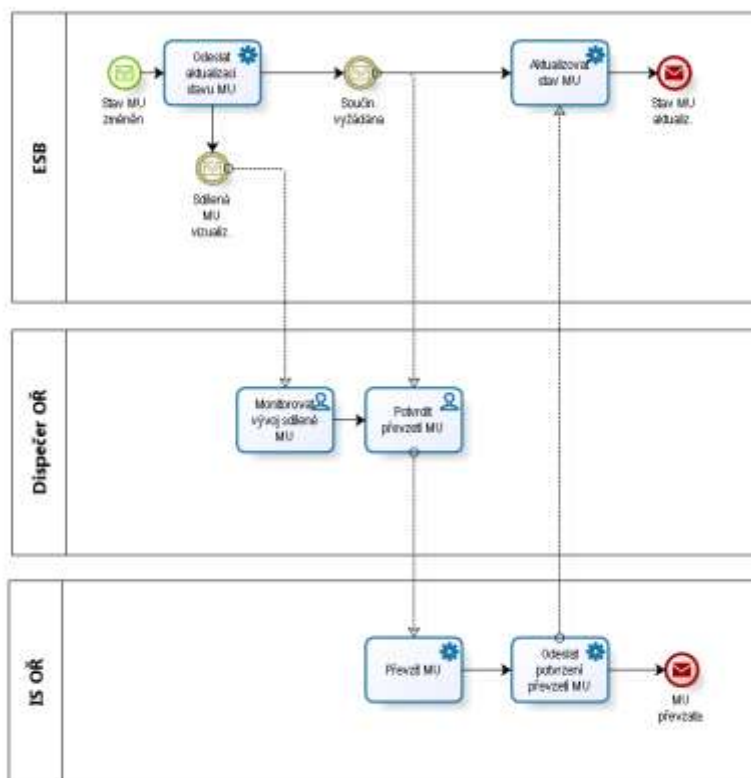 ESB
Stav MU
změněn
Odeslat
aktualizaci
stavu MU
Součin.
vyžádána
Aktualizovat
stav MU
Stav MU
aktualiz.
Sdílená
MU
vizualiz.
Dispečer OŘ
Monitorovat
vývoj sdílené
MU
Potvrdit
převzetí MU
IS OŘ
Převzít MU
Odeslat
potvrzení
převzetí MU
MU
převzata